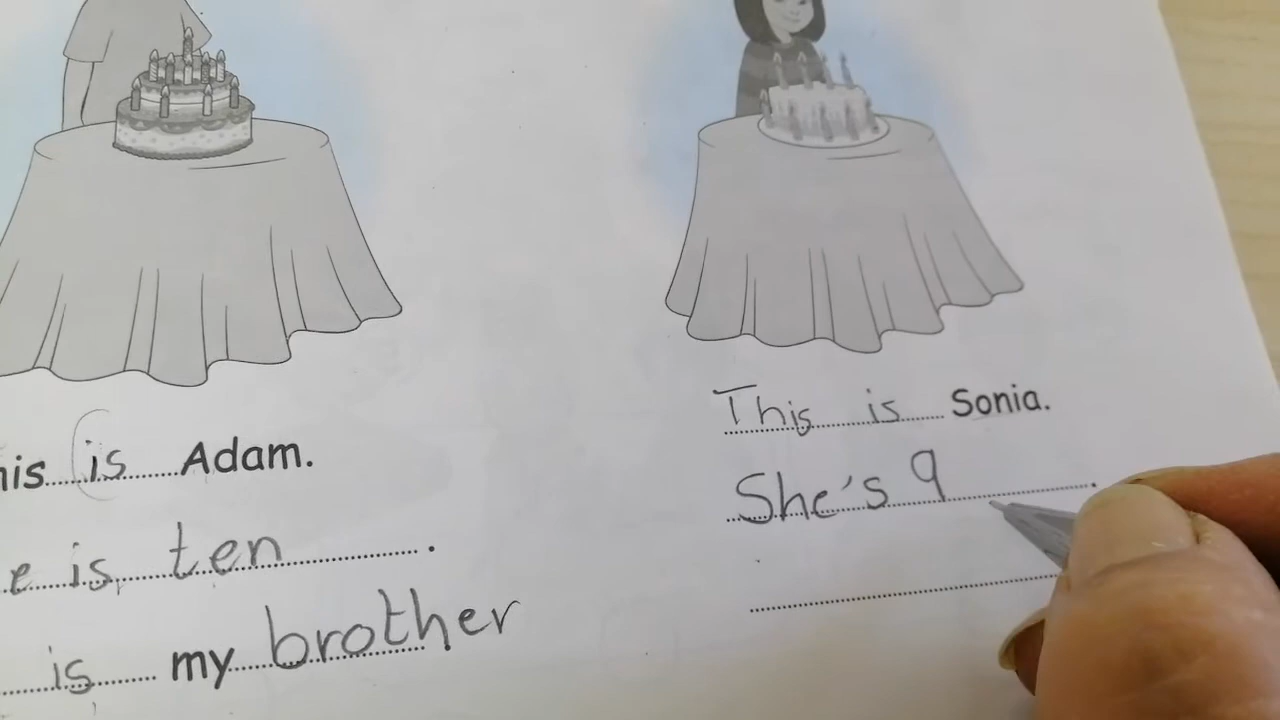 his is Adam.
e is ten.
is my brother.
This is Sonia.
She's 9 .